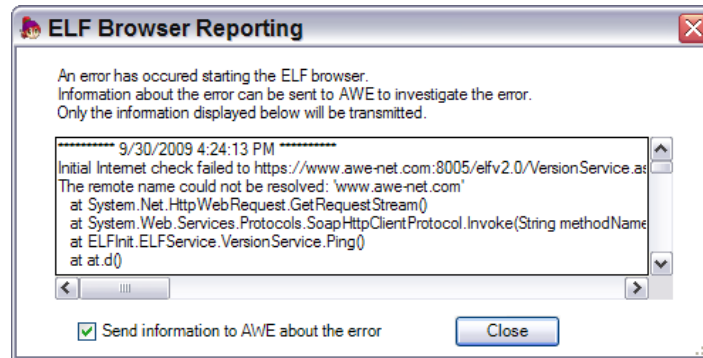 ELF Browser Reporting
An error has occured starting the ELF browser.
Information about the error can be sent to AWE to investigate the error.
Only the information displayed below will be transmitted.
********** 9/30/2009 4:24:13 PM **********
Initial Internet check failed to https://www.awe-net.com:8005/elfv2.0/VersionService.as
The remote name could not be resolved: 'www.awe-net.com'
at System.Net.HttpWebRequest.GetRequestStream()
at System.Web.Services.Protocols.SoapHttpClientProtocol.Invoke(String methodName
at ELFInit.ELFService.VersionService.Ping()
at at.d()
Send information to AWE about the error
Close